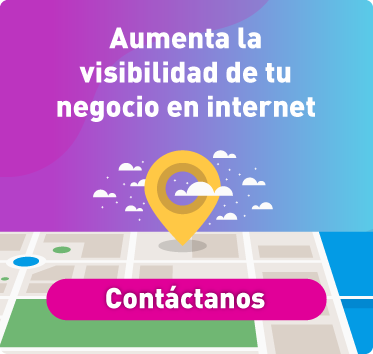 Aumenta la
visibilidad de tu
negocio en internet
Contáctanos